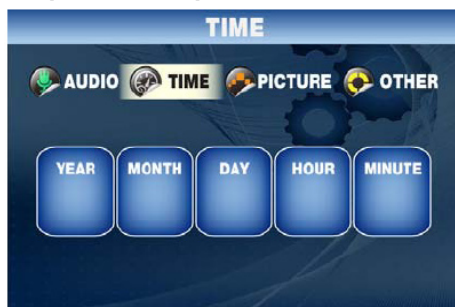 TIME
AUDIO TIME PICTURE OTHER
YEAR MONTH DAY HOUR MINUTE